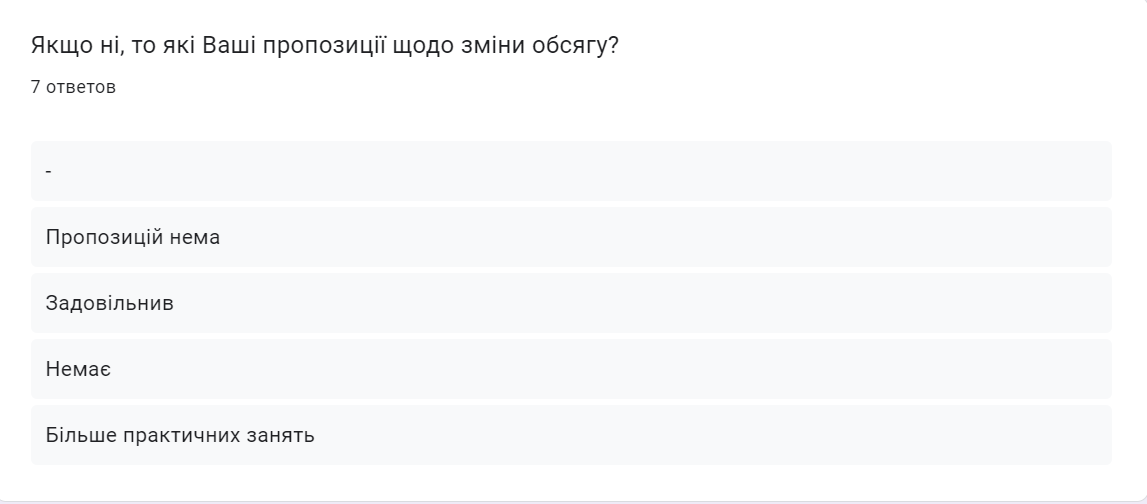 Якщо ні, то які Ваші пропозиції щодо зміни обсягу?
7 ответов
-
Пропозицій нема
Задовільнив
Немає
Більше практичних занять